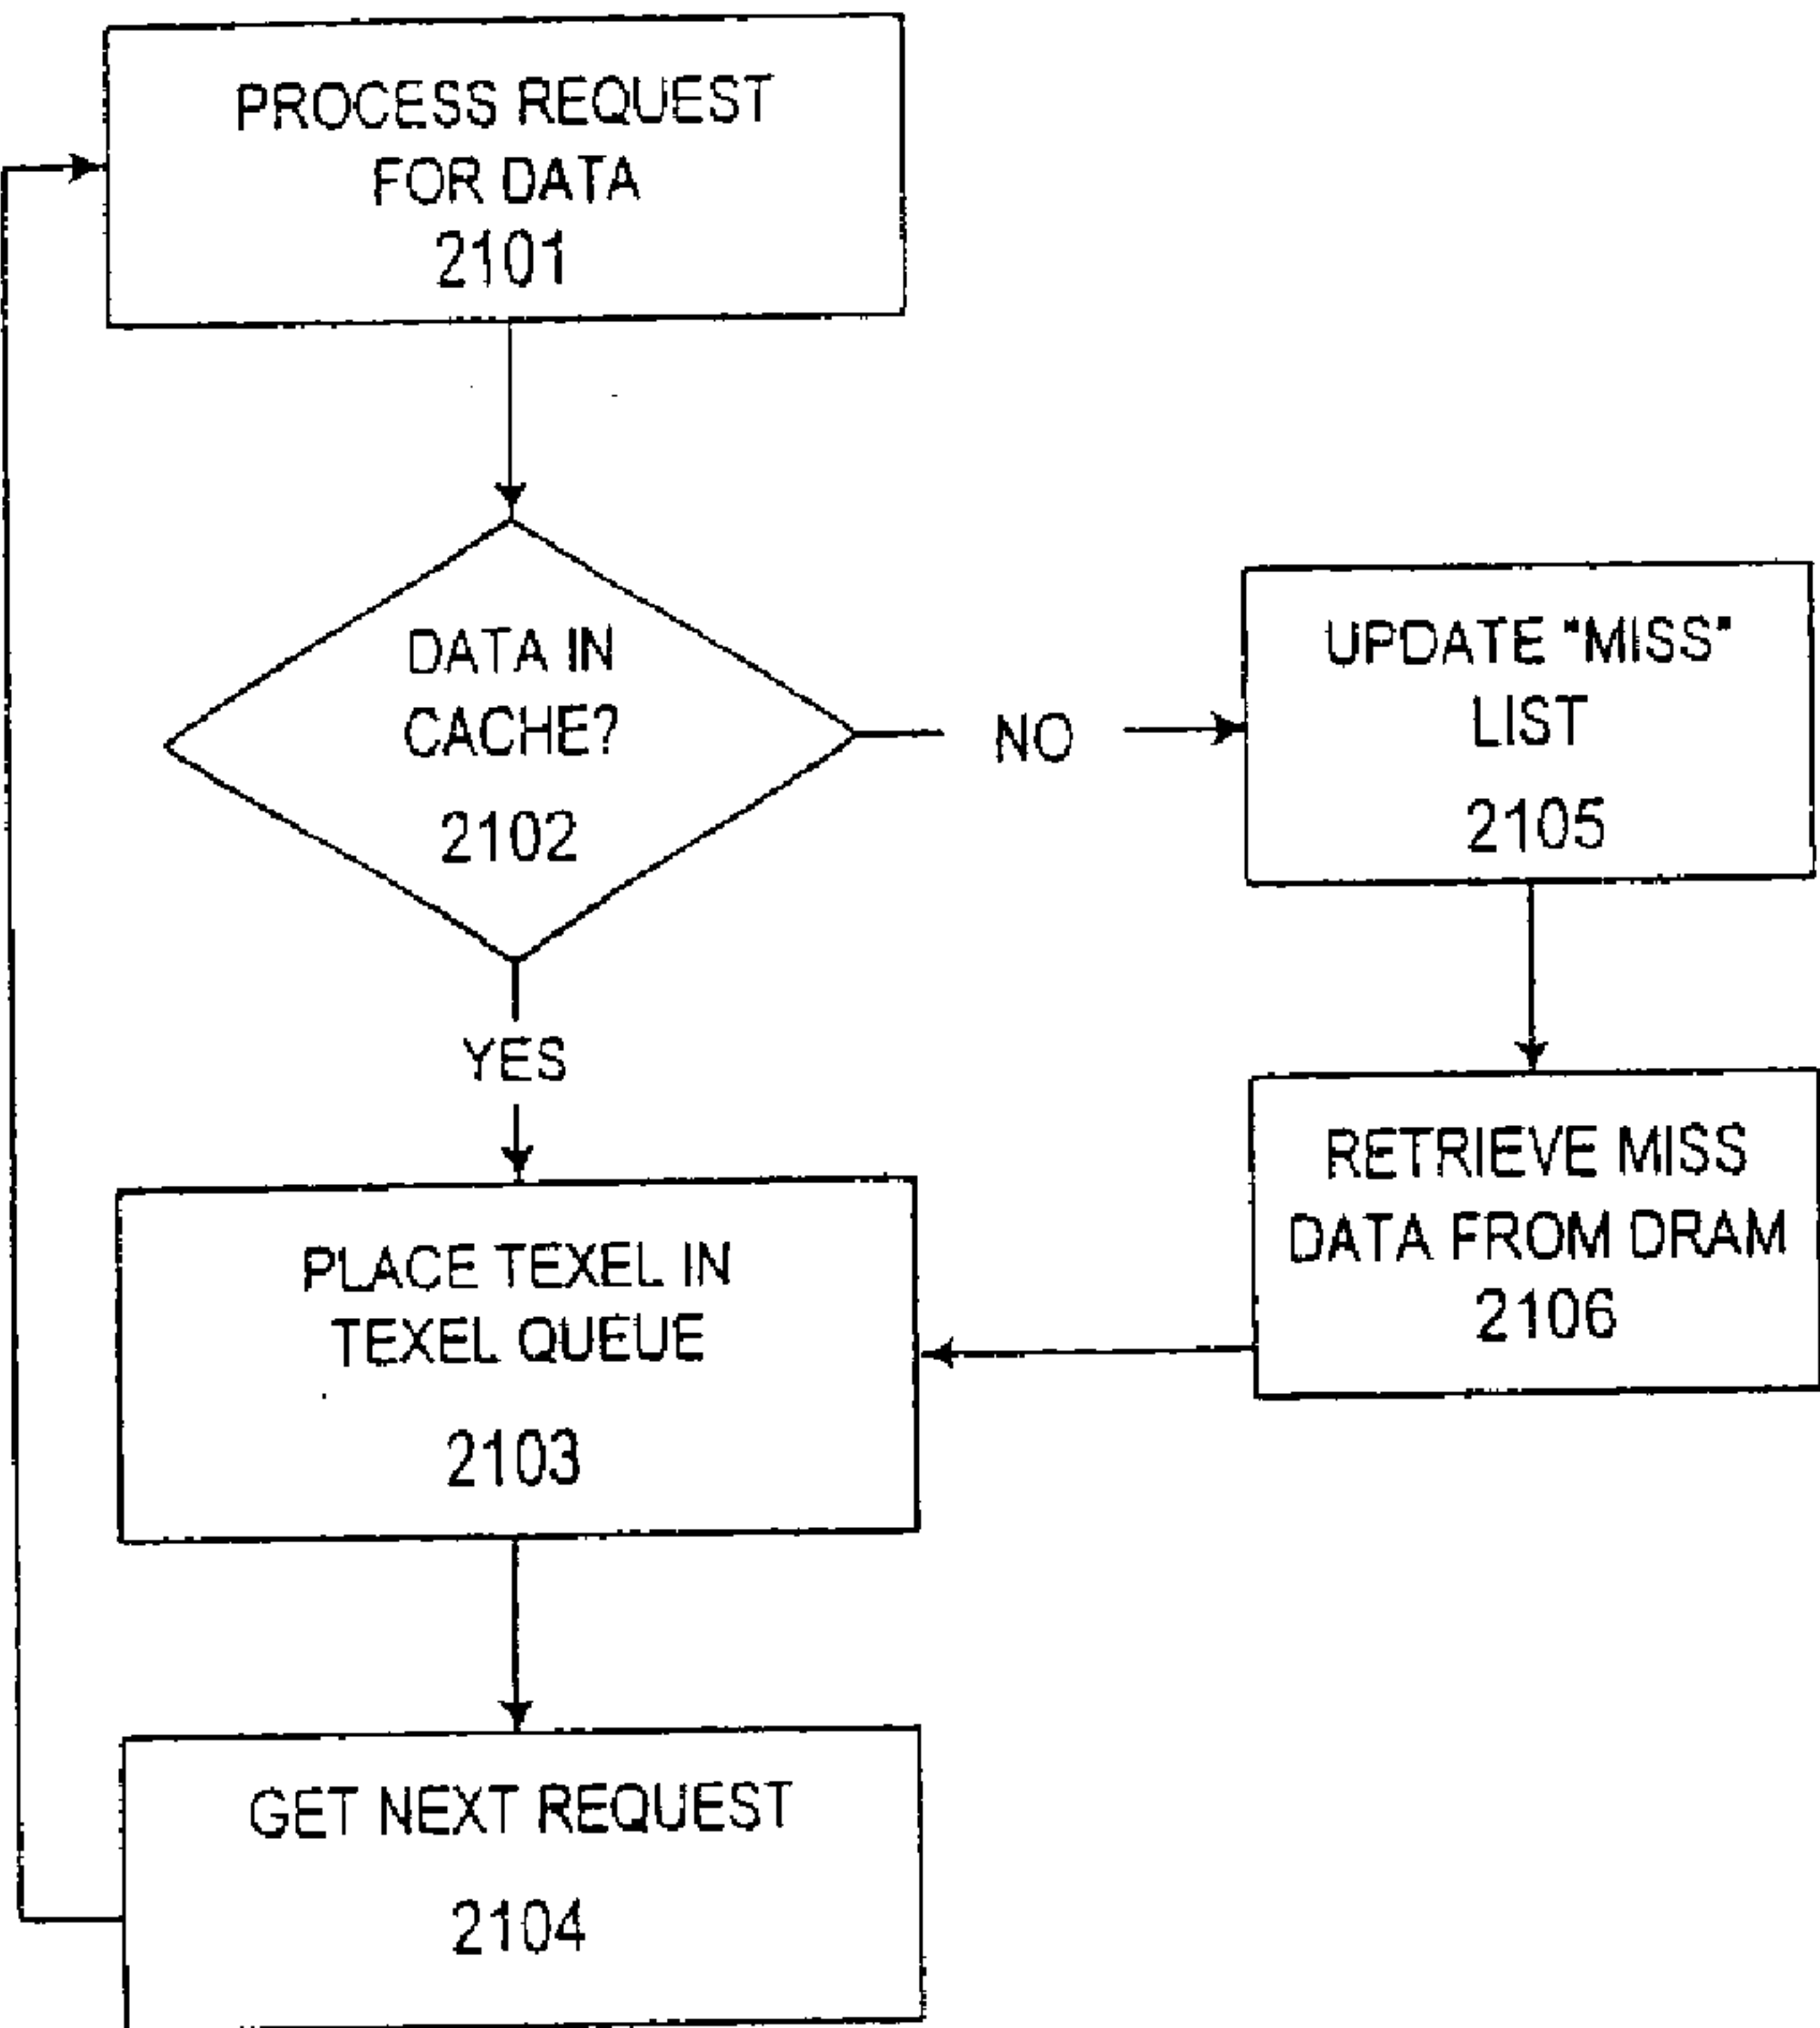 PROCESS REQUEST
FOR DATA
2101
DATA IN
CACHE?
2102
NO
UPDATE "MISS"
LIST
2105
YES
RETRIEVE MISS
DATA FROM DRAM
2106
PLACE TEXEL IN
TEXEL QUEUE
2103
GET NEXT REQUEST
2104